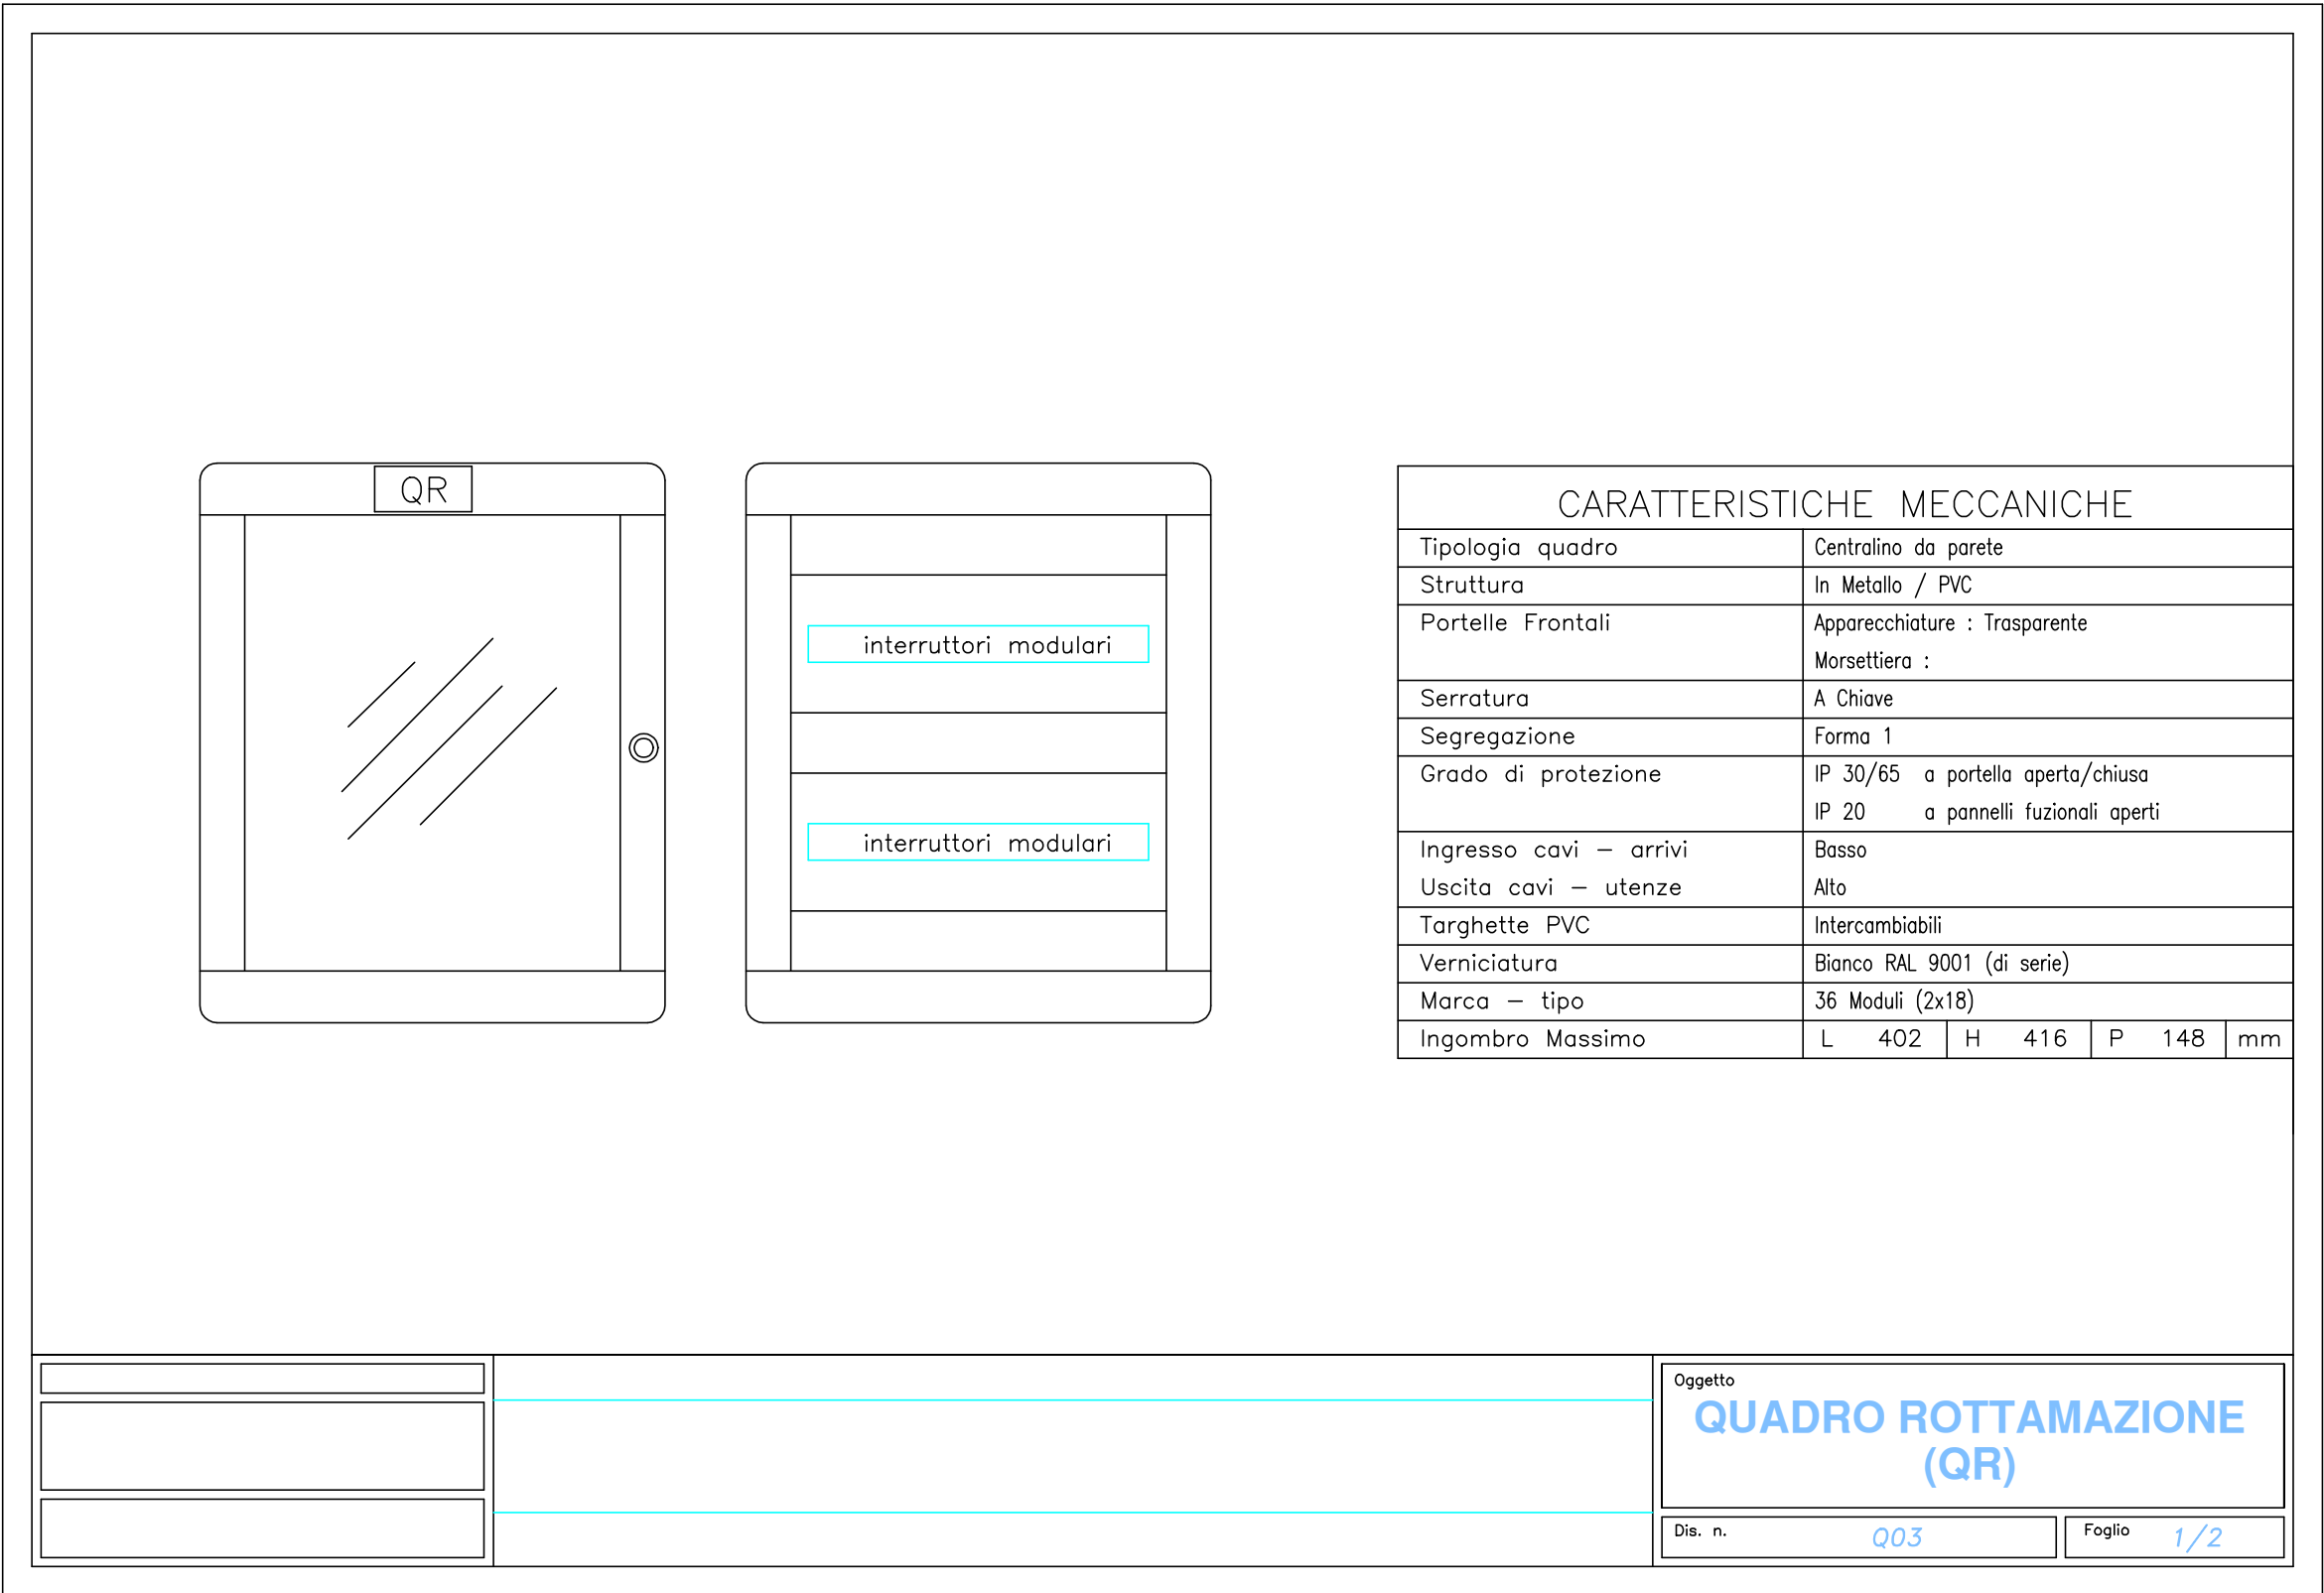 QR
interruttori modulari
interruttori modulari
CARATTERISTICHE MECCANICHE
Tipologia quadro Centralino da parete
Struttura In Metallo / PVC
Portelle Frontali Apparecchiature : Trasparente
Morsettiera :
Serratura A Chiave
Segregazione Forma 1
Grado di protezione IP 30/65 a portella aperta/chiusa
IP 20 a pannelli fuzionali aperti
Ingresso cavi – arrivi Basso
Uscita cavi – utenze Alto
Targhette PVC Intercambiabili
Verniciatura Bianco RAL 9001 (di serie)
Marca – tipo 36 Moduli (2x18)
Ingombro Massimo L 402 H 416 P 148 mm
Oggetto
QUADRO ROTTAMAZIONE
(QR)
Dis. n. Q03 Foglio 1/2